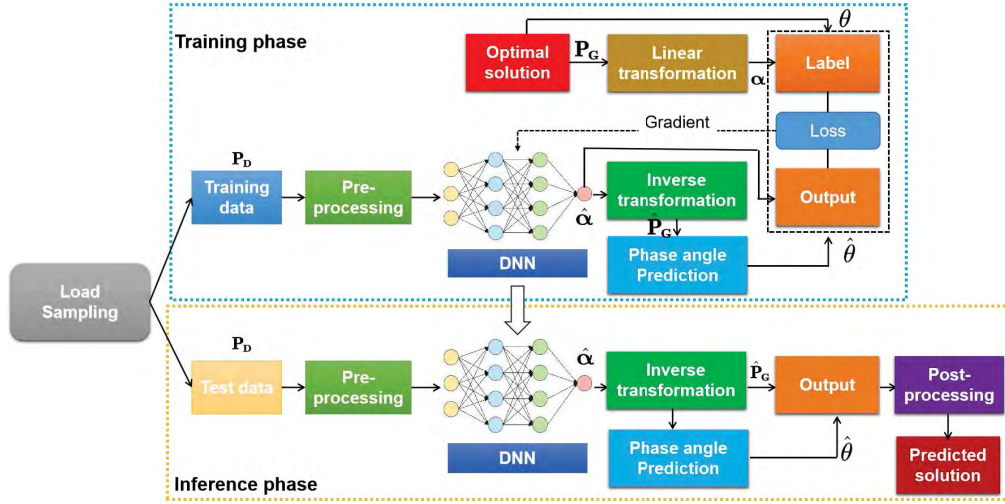 Training phase
θ
Optimal
solution
P_G
Linear
transformation
α
Label
Gradient
Loss
P_D
Training
data
Pre-
processing
α̂
DNN
Inverse
transformation
P̂_G
Phase angle
Prediction
Output
θ̂
Load
Sampling
P_D
Test data
Pre-
processing
α̂
DNN
Inverse
transformation
P̂_G
Phase angle
Prediction
Output
θ̂
Post-
processing
Predicted
solution
Inference phase